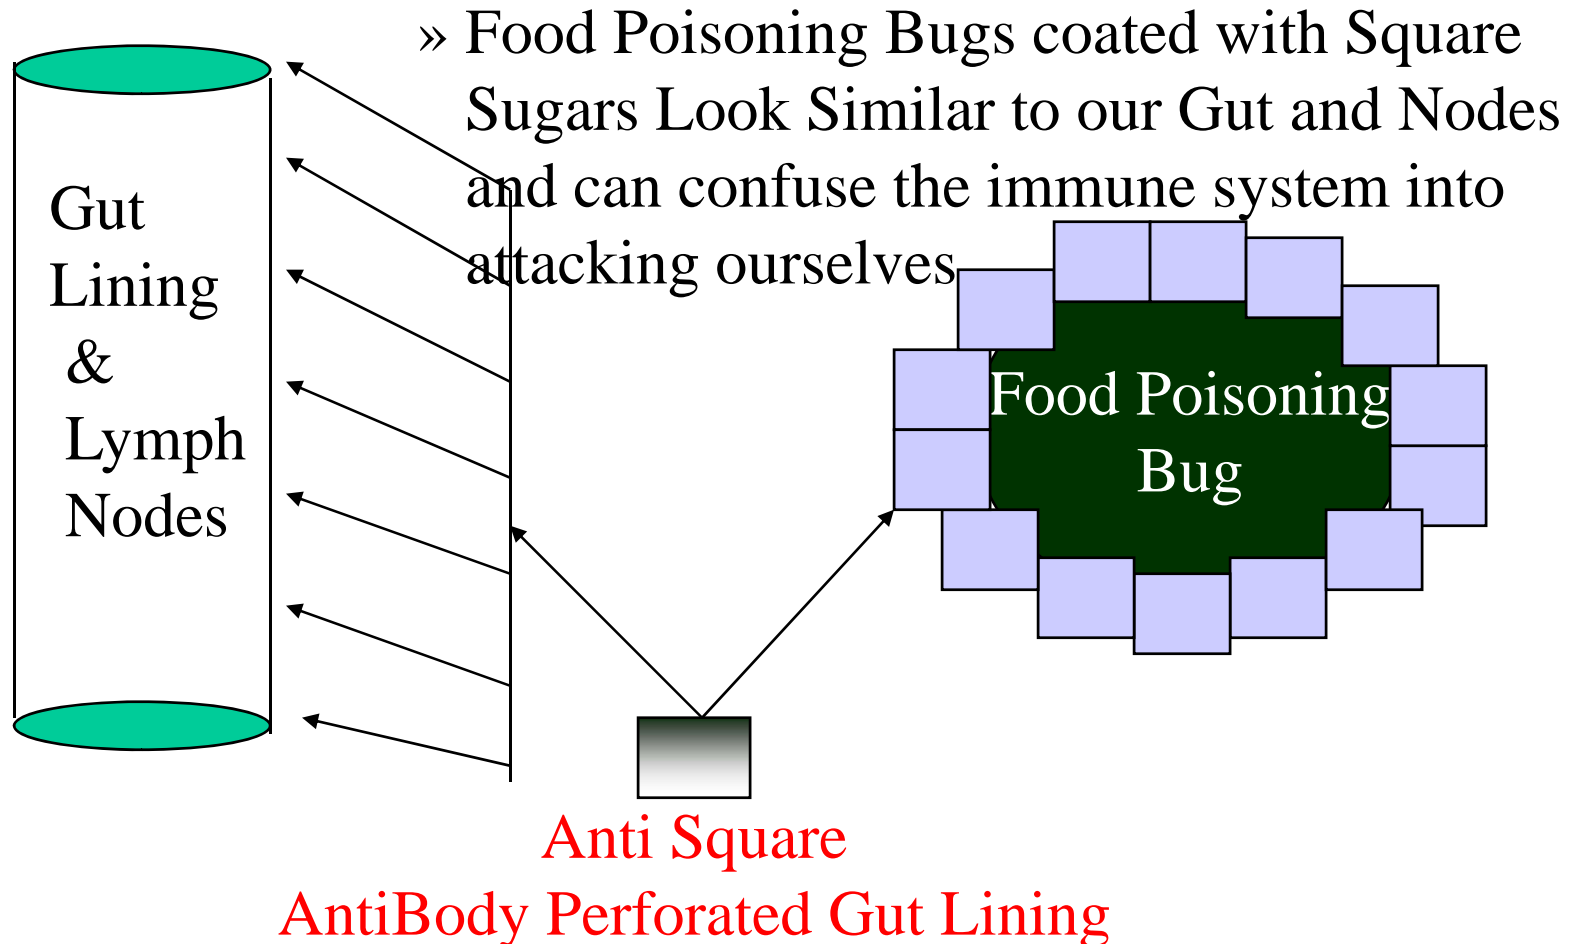 » Food Poisoning Bugs coated with Square
Sugars Look Similar to our Gut and Nodes
and can confuse the immune system into
attacking ourselves
Gut
Lining
&
Lymph
Nodes
Food Poisoning
Bug
Anti Square
AntiBody Perforated Gut Lining